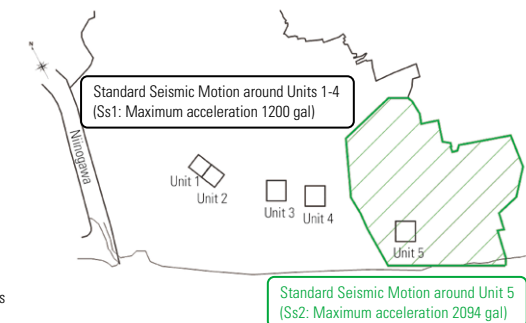 N
Standard Seismic Motion around Units 1-4
(Ss1: Maximum acceleration 1200 gal)
Niinogawa
Unit 1
Unit 2
Unit 3
Unit 4
Unit 5
s
Standard Seismic Motion around Unit 5
(Ss2: Maximum acceleration 2094 gal)